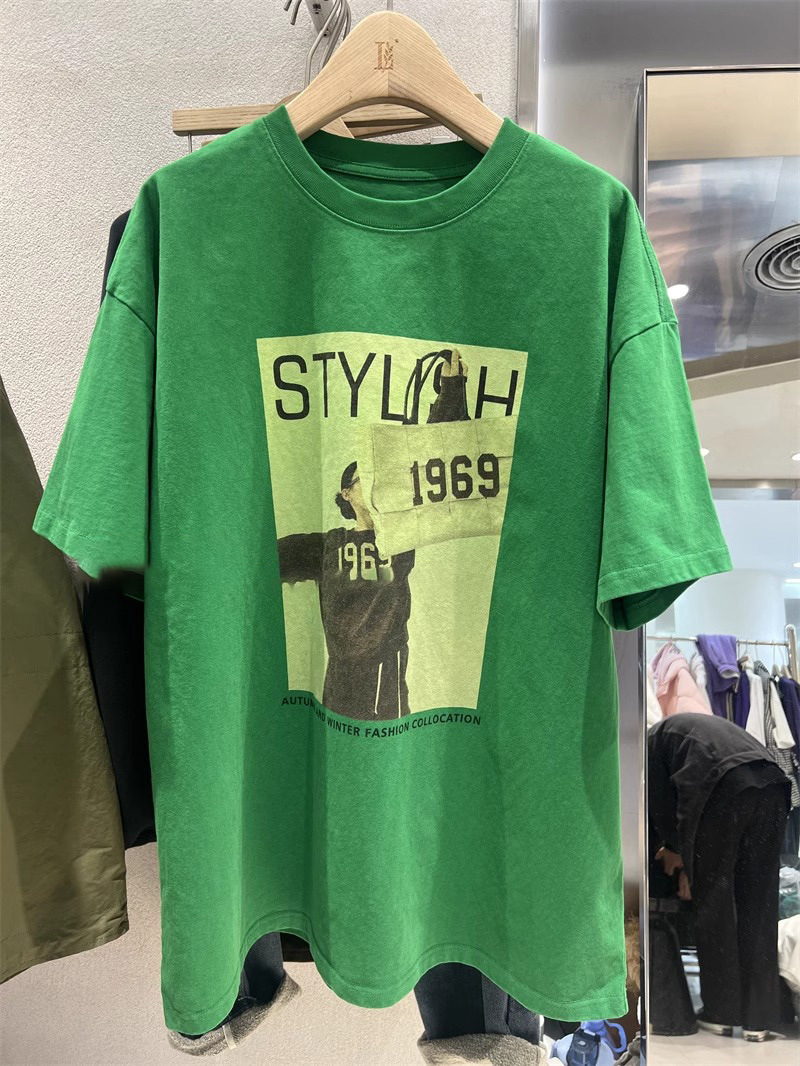 STYLISH
1969
1969
AUTUMN AND WINTER FASHION COLLOCATION